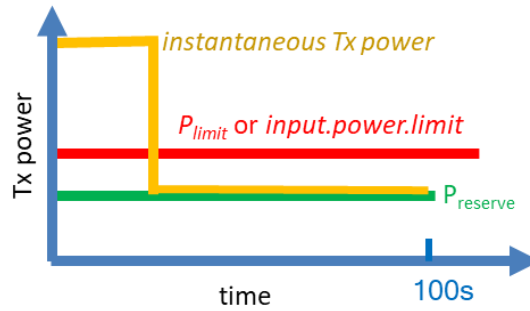 instantaneous Tx power
Plimit or input.power.limit
Tx power
Preserve
time
100s